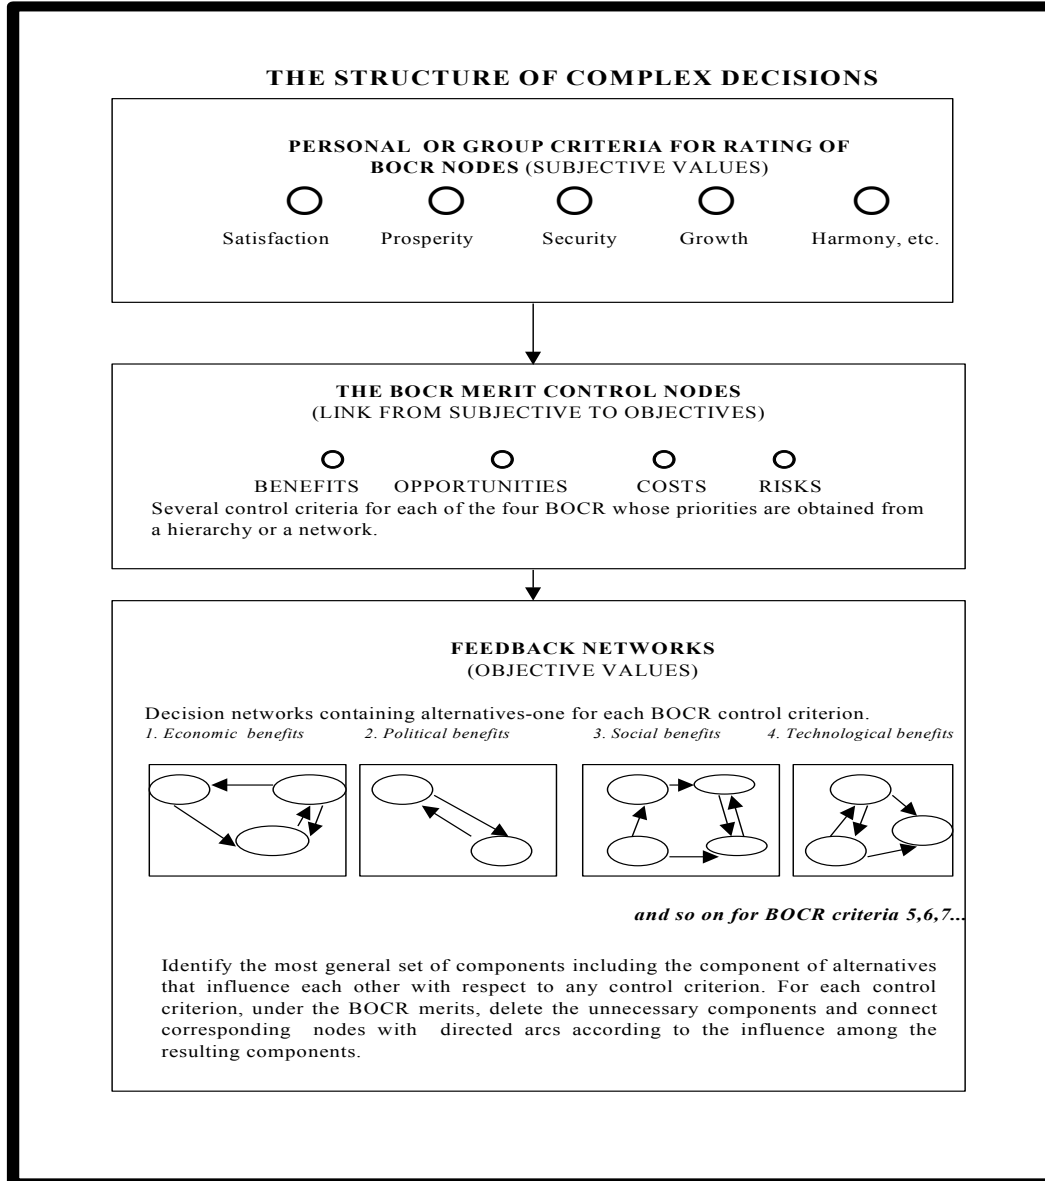 THE STRUCTURE OF COMPLEX DECISIONS
PERSONAL OR GROUP CRITERIA FOR RATING OF
BOCR NODES (SUBJECTIVE VALUES)
Satisfaction Prosperity Security Growth Harmony, etc.
THE BOCR MERIT CONTROL NODES
(LINK FROM SUBJECTIVE TO OBJECTIVES)
BENEFITS OPPORTUNITIES COSTS RISKS
Several control criteria for each of the four BOCR whose priorities are obtained from
a hierarchy or a network.
FEEDBACK NETWORKS
(OBJECTIVE VALUES)
Decision networks containing alternatives-one for each BOCR control criterion.
1. Economic benefits 2. Political benefits 3. Social benefits 4. Technological benefits
and so on for BOCR criteria 5,6,7...
Identify the most general set of components including the component of alternatives
that influence each other with respect to any control criterion. For each control
criterion, under the BOCR merits, delete the unnecessary components and connect
corresponding nodes with directed arcs according to the influence among the
resulting components.